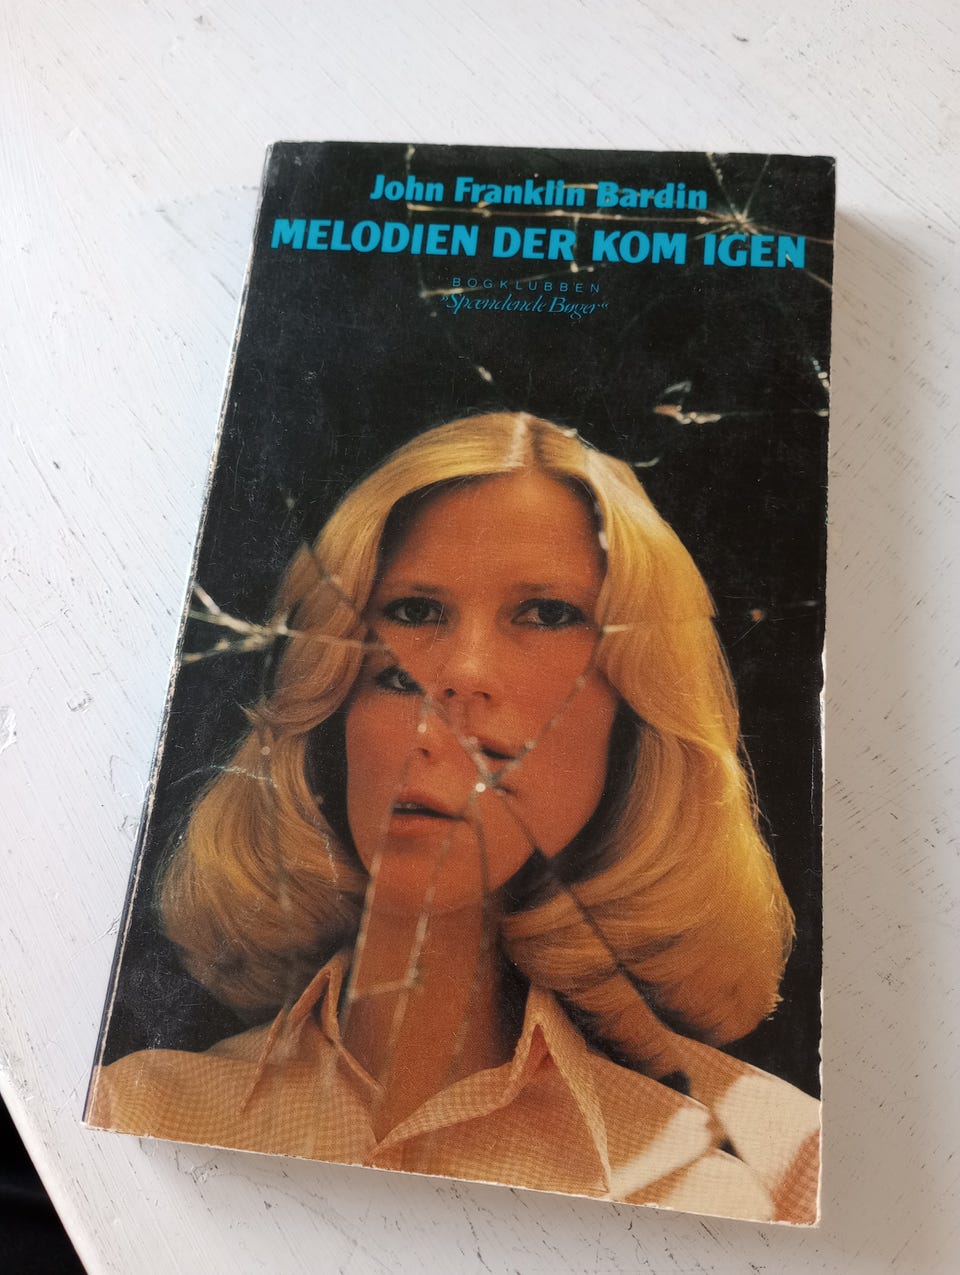 John Franklin Bardin
MELODIEN DER KOM IGEN
BOGKLUBBEN
»Spændende Bøger«